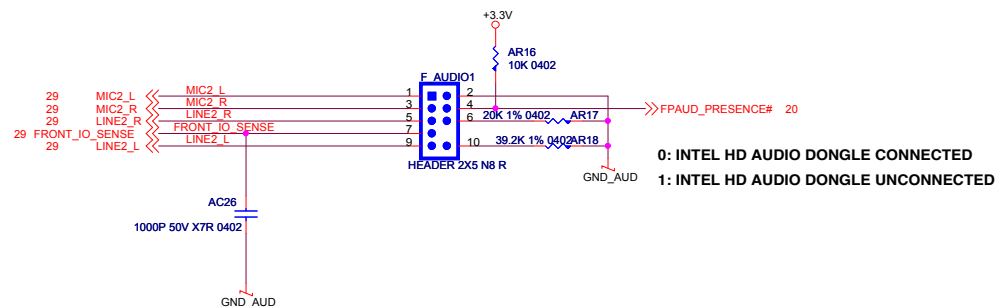 +3.3V
AR16
10K 0402
F_AUDIO1
29 MIC2_L MIC2_L 1 2
29 MIC2_R MIC2_R 3 4 FPAUD_PRESENCE# 20
29 LINE2_R LINE2_R 5 6 20K 1% 0402 AR17
29 FRONT_IO_SENSE FRONT_IO_SENSE 7
29 LINE2_L LINE2_L 9 10 39.2K 1% 0402 AR18
HEADER 2X5 N8 R
GND_AUD
0: INTEL HD AUDIO DONGLE CONNECTED
1: INTEL HD AUDIO DONGLE UNCONNECTED
AC26
1000P 50V X7R 0402
GND_AUD